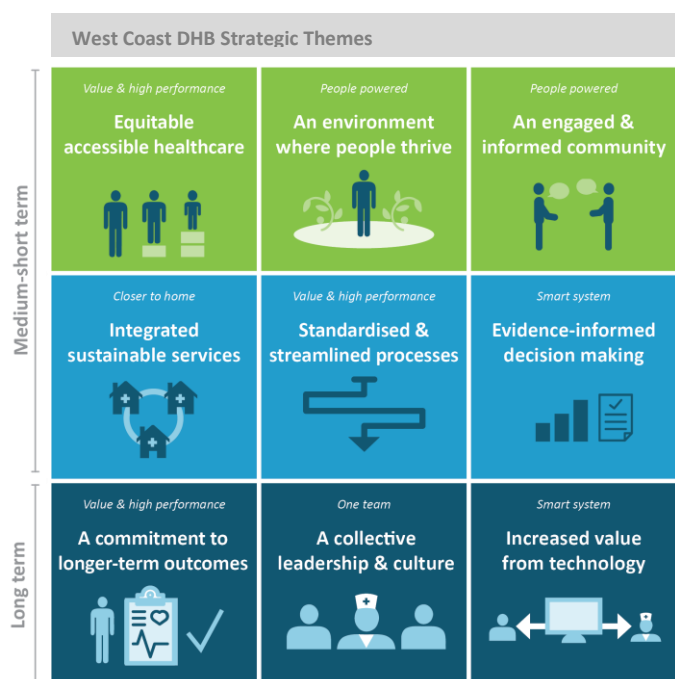 West Coast DHB Strategic Themes
Medium-short term
Value & high performance
Equitable
accessible healthcare
People powered
An environment
where people thrive
People powered
An engaged &
informed community
Closer to home
Integrated
sustainable services
Value & high performance
Standardised &
streamlined processes
Smart system
Evidence-informed
decision making
Long term
Value & high performance
A commitment to
longer-term outcomes
One team
A collective
leadership & culture
Smart system
Increased value
from technology